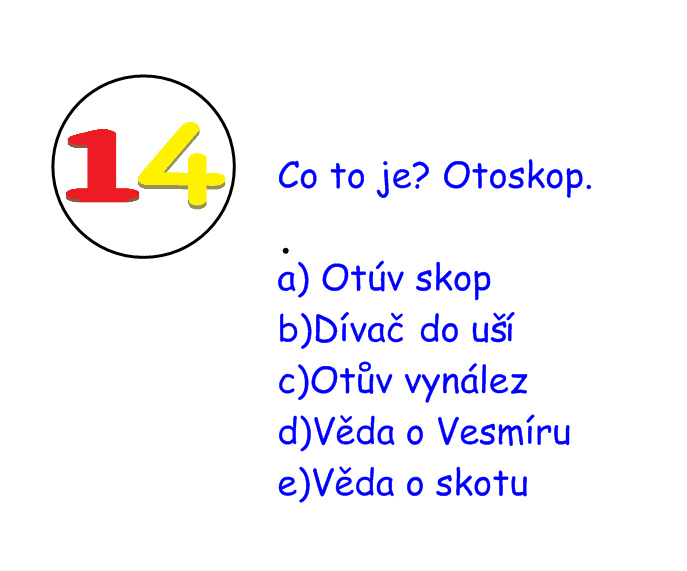 14
Co to je? Otoskop.
.
a) Otúv skop
b)Dívač do uší
c)Otův vynález
d)Věda o Vesmíru
e)Věda o skotu